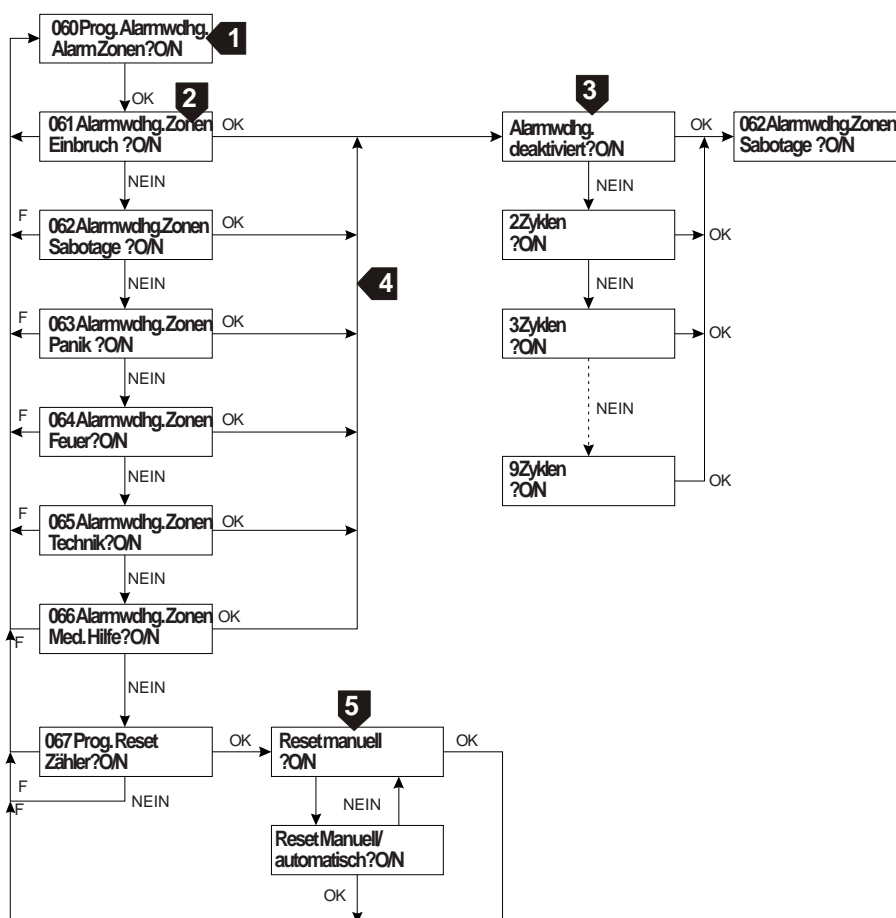 060 Prog. Alarmwdhg.
Alarm Zonen?O/N
1
OK
2
061 Alarmwdhg. Zonen
Einbruch ?O/N
OK
NEIN
F
062 Alarmwdhg. Zonen
Sabotage ?O/N
OK
NEIN
F
063 Alarmwdhg. Zonen
Panik ?O/N
OK
NEIN
F
064 Alarmwdhg. Zonen
Feuer?O/N
OK
NEIN
F
065 Alarmwdhg. Zonen
Technik?O/N
OK
NEIN
F
066 Alarmwdhg. Zonen
Med. Hilfe?O/N
OK
NEIN
4
3
Alarmwdhg.
deaktiviert?O/N
OK
062 Alarmwdhg. Zonen
Sabotage ?O/N
NEIN
2 Zyklen
?O/N
OK
NEIN
3 Zyklen
?O/N
OK
NEIN
9 Zyklen
?O/N
OK
067 Prog. Reset
Zähler?O/N
OK
F
F
NEIN
5
Reset manuell
?O/N
OK
NEIN
Reset Manuell/
automatisch?O/N
OK